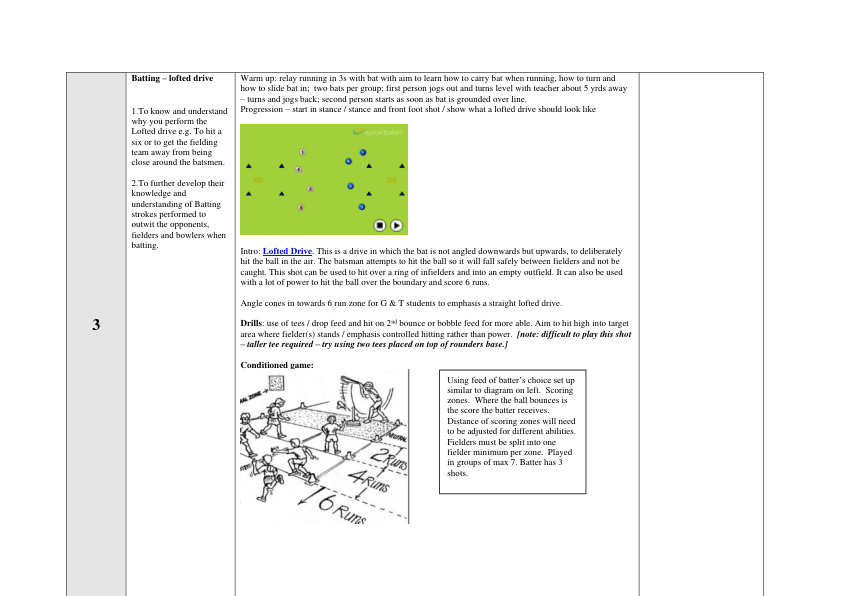 3
Batting – lofted drive
1.To know and understand
why you perform the
Lofted drive e.g. To hit a
six or to get the fielding
team away from being
close around the batsmen.
2.To further develop their
knowledge and
understanding of Batting
strokes performed to
outwit the opponents,
fielders and bowlers when
batting.
Warm up: relay running in 3s with bat with aim to learn how to carry bat when running, how to turn and
how to slide bat in;  two bats per group; first person jogs out and turns level with teacher about 5 yrds away
– turns and jogs back; second person starts as soon as bat is grounded over line.
Progression – start in stance / stance and front foot shot / show what a lofted drive should look like
Intro: Lofted Drive. This is a drive in which the bat is not angled downwards but upwards, to deliberately
hit the ball in the air. The batsman attempts to hit the ball so it will fall safely between fielders and not be
caught. This shot can be used to hit over a ring of infielders and into an empty outfield. It can also be used
with a lot of power to hit the ball over the boundary and score 6 runs.
Angle cones in towards 6 run zone for G & T students to emphasis a straight lofted drive.
Drills: use of tees / drop feed and hit on 2nd bounce or bobble feed for more able. Aim to hit high into target
area where fielder(s) stands / emphasis controlled hitting rather than power.  [note: difficult to play this shot
– taller tee required – try using two tees placed on top of rounders base.]
Conditioned game:
AL ZONE
2 Runs
4 Runs
6 Runs
Using feed of batter's choice set up
similar to diagram on left.  Scoring
zones.  Where the ball bounces is
the score the batter receives.
Distance of scoring zones will need
to be adjusted for different abilities.
Fielders must be split into one
fielder minimum per zone.  Played
in groups of max 7. Batter has 3
shots.